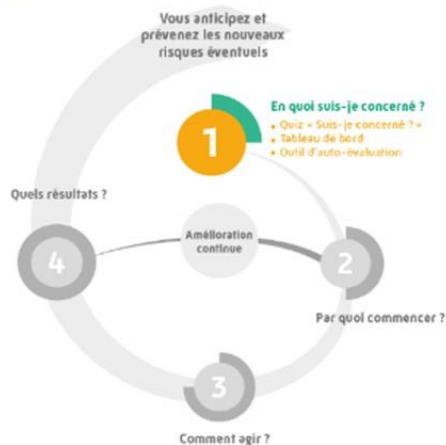 Vous anticipez et
prévenez les nouveaux
risques éventuels
1
En quoi suis-je concerné ?
• Quiz « Suis-je concerné ? »
• Tableau de bord
• Outil d'auto-évaluation
Quels résultats ?
4
Amélioration
continue
2
Par quoi commencer ?
3
Comment agir ?